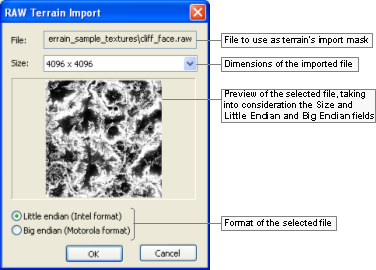 RAW Terrain Import
File:
errain_sample_textures\cliff_face.raw
File to use as terrain's import mask
Size:
4096 x 4096
Dimensions of the imported file
Preview of the selected file, taking
into consideration the Size and
Little Endian and Big Endian fields
Little endian (Intel format)
Big endian (Motorola format)
Format of the selected file
OK
Cancel